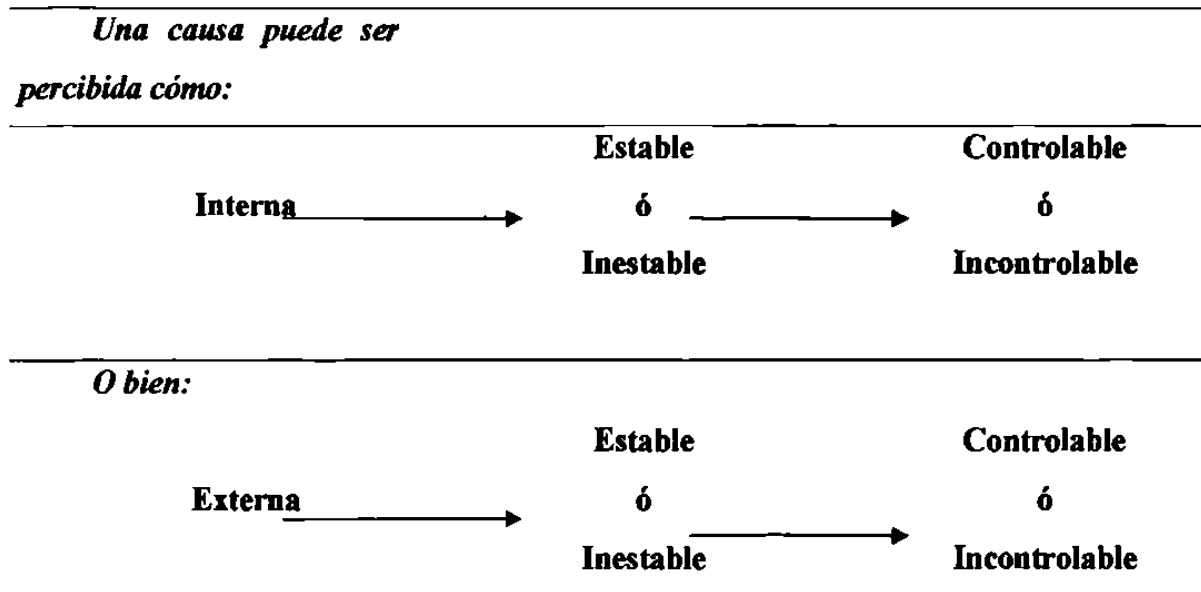 Una causa puede ser
percibida cómo:
Estable Controlable
Interna ó ó
Inestable Incontrolable
O bien:
Estable Controlable
Externa ó ó
Inestable Incontrolable